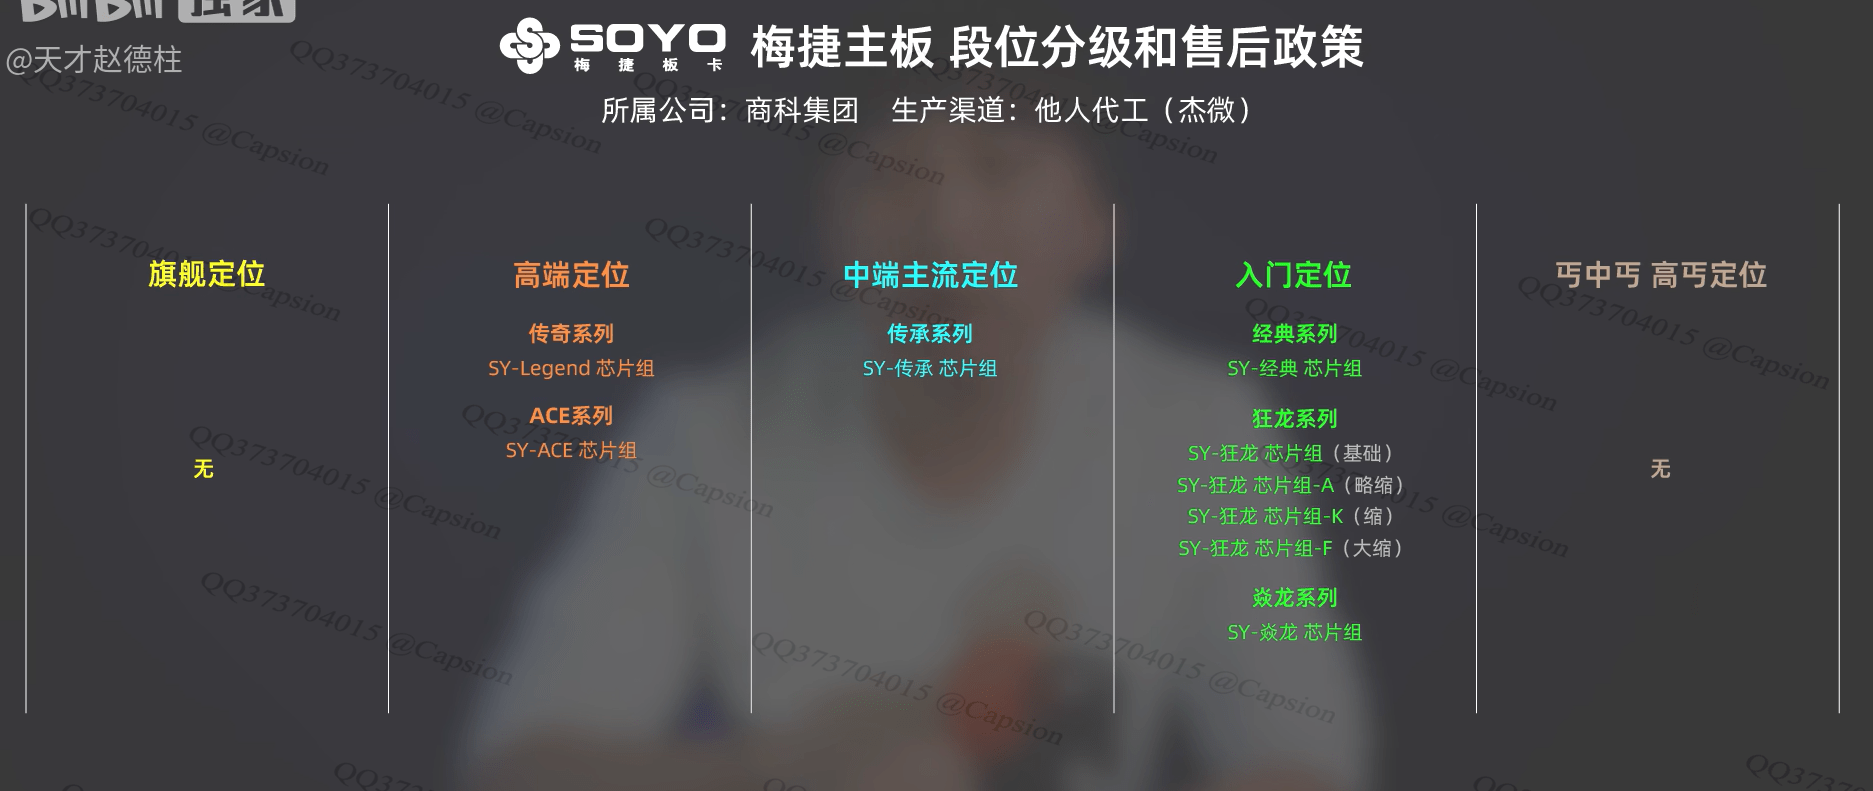 bilibili 独家
@天才赵德柱
SOYO
梅捷板卡
梅捷主板 段位分级和售后政策
所属公司：商科集团 生产渠道：他人代工（杰微）
旗舰定位
无
高端定位
传奇系列
SY-Legend 芯片组
ACE系列
SY-ACE 芯片组
中端主流定位
传承系列
SY-传承 芯片组
入门定位
经典系列
SY-经典 芯片组
狂龙系列
SY-狂龙 芯片组（基础）
SY-狂龙 芯片组-A（略缩）
SY-狂龙 芯片组-K（缩）
SY-狂龙 芯片组-F（大缩）
焱龙系列
SY-焱龙 芯片组
丐中丐 高丐定位
无
QQ373704015 @Capsion